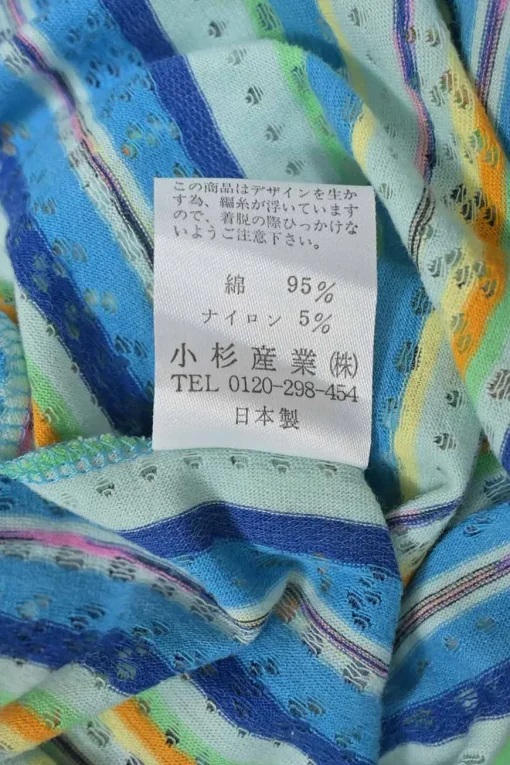 この商品はデザインを生か
す為、編糸が浮いています
ので、着脱の際ひっかけな
いようご注意下さい。
綿 95%
ナイロン 5%
小杉産業㈱
TEL 0120-298-454
日本製